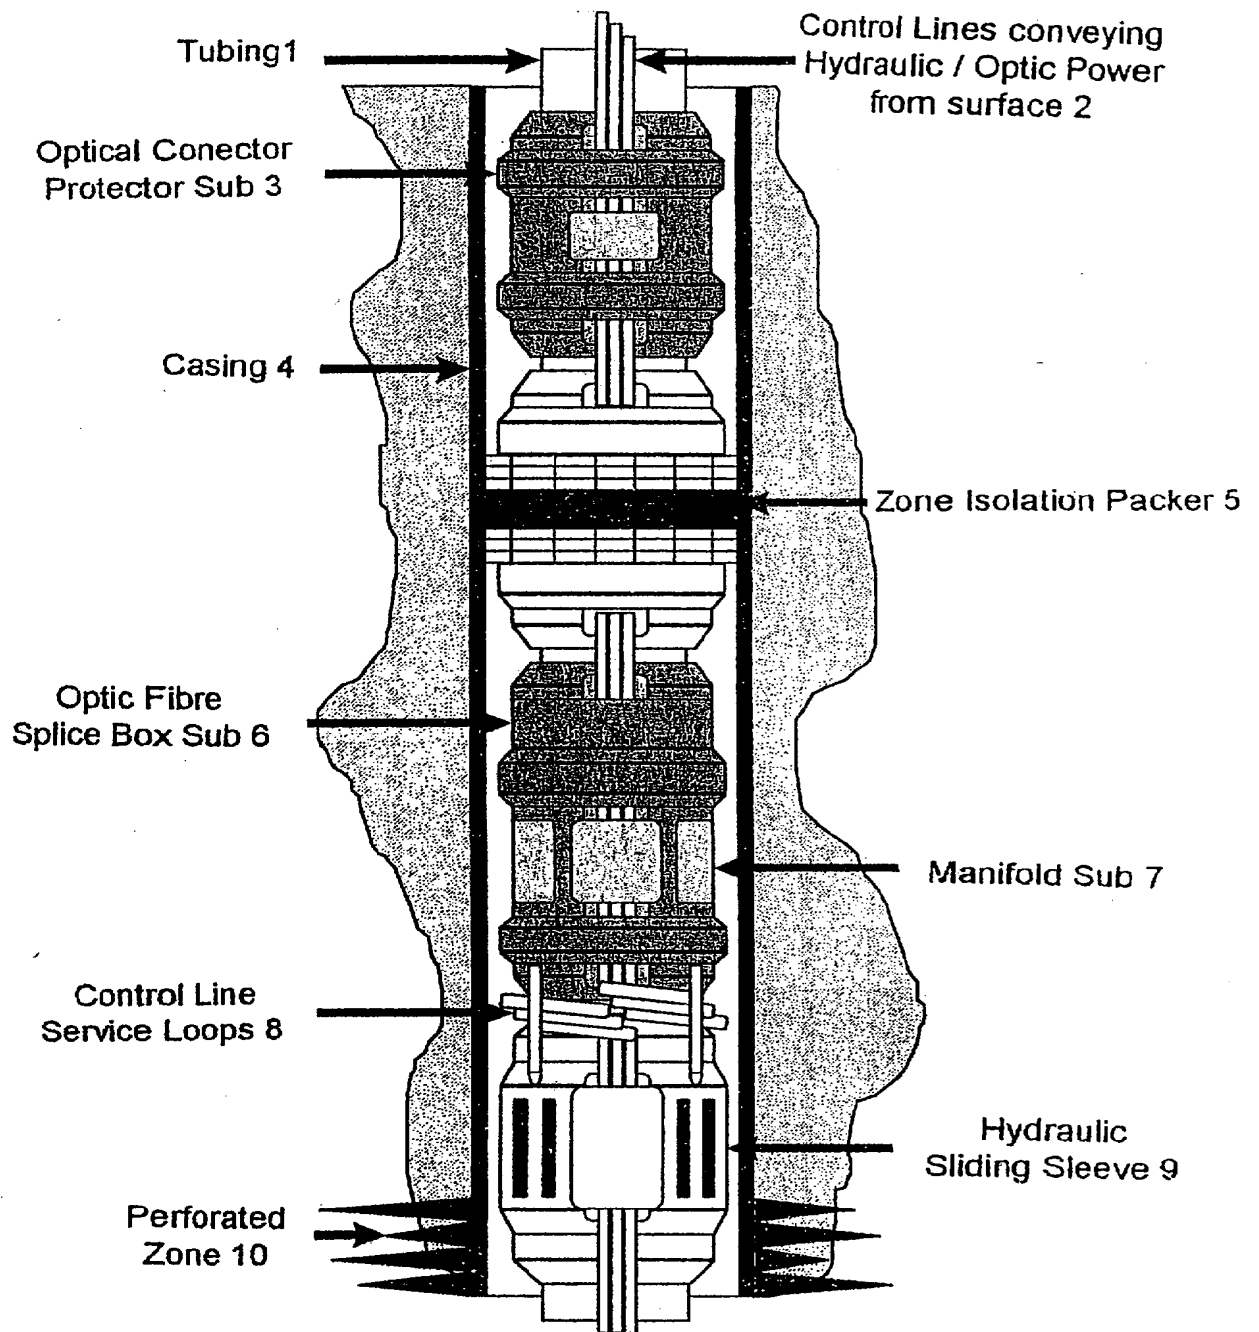 Tubing1
Control Lines conveying
Hydraulic / Optic Power
from surface 2
Optical Conector
Protector Sub 3
Casing 4
Zone Isolation Packer 5
Optic Fibre
Splice Box Sub 6
Manifold Sub 7
Control Line
Service Loops 8
Hydraulic
Sliding Sleeve 9
Perforated
Zone 10